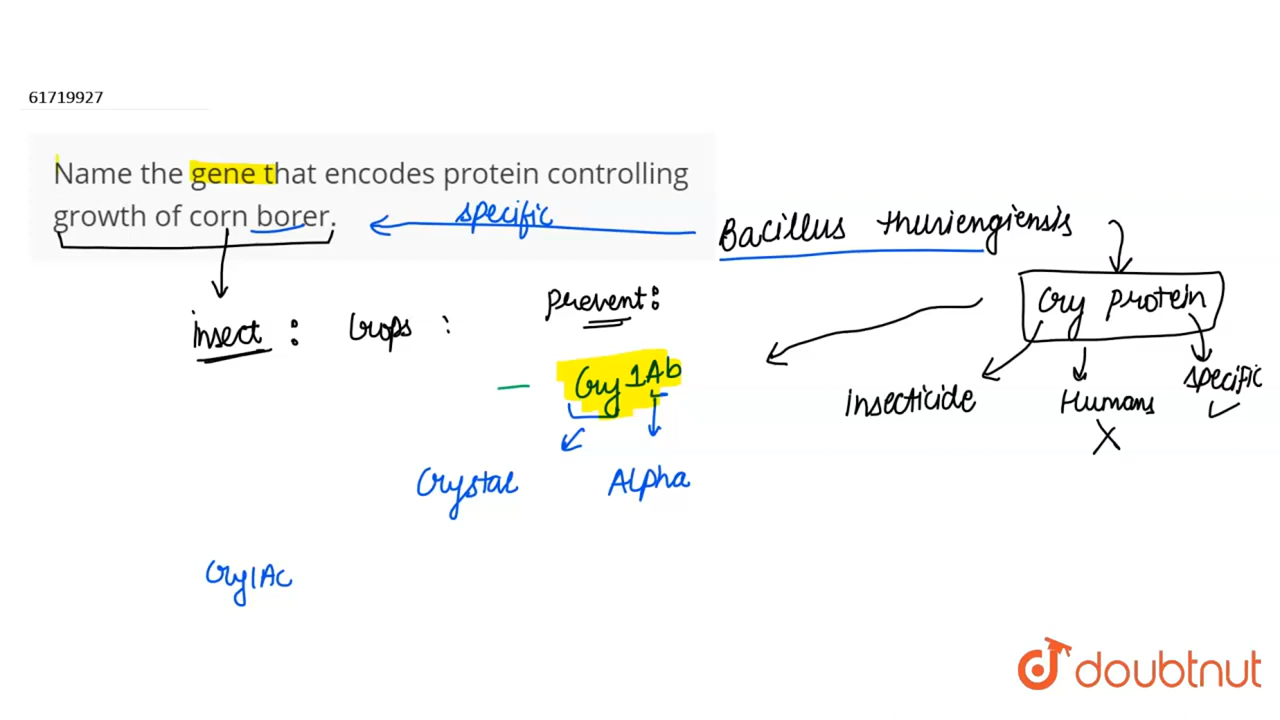 61719927
Name the gene that encodes protein controlling
growth of corn borer.
specific
Bacillus thuriengiensis
Cry protein
insect : Crops :
prevent:
Cry1Ab
Insecticide
Humans
X
specific
Crystal
Alpha
Cry1Ac
doubtnut